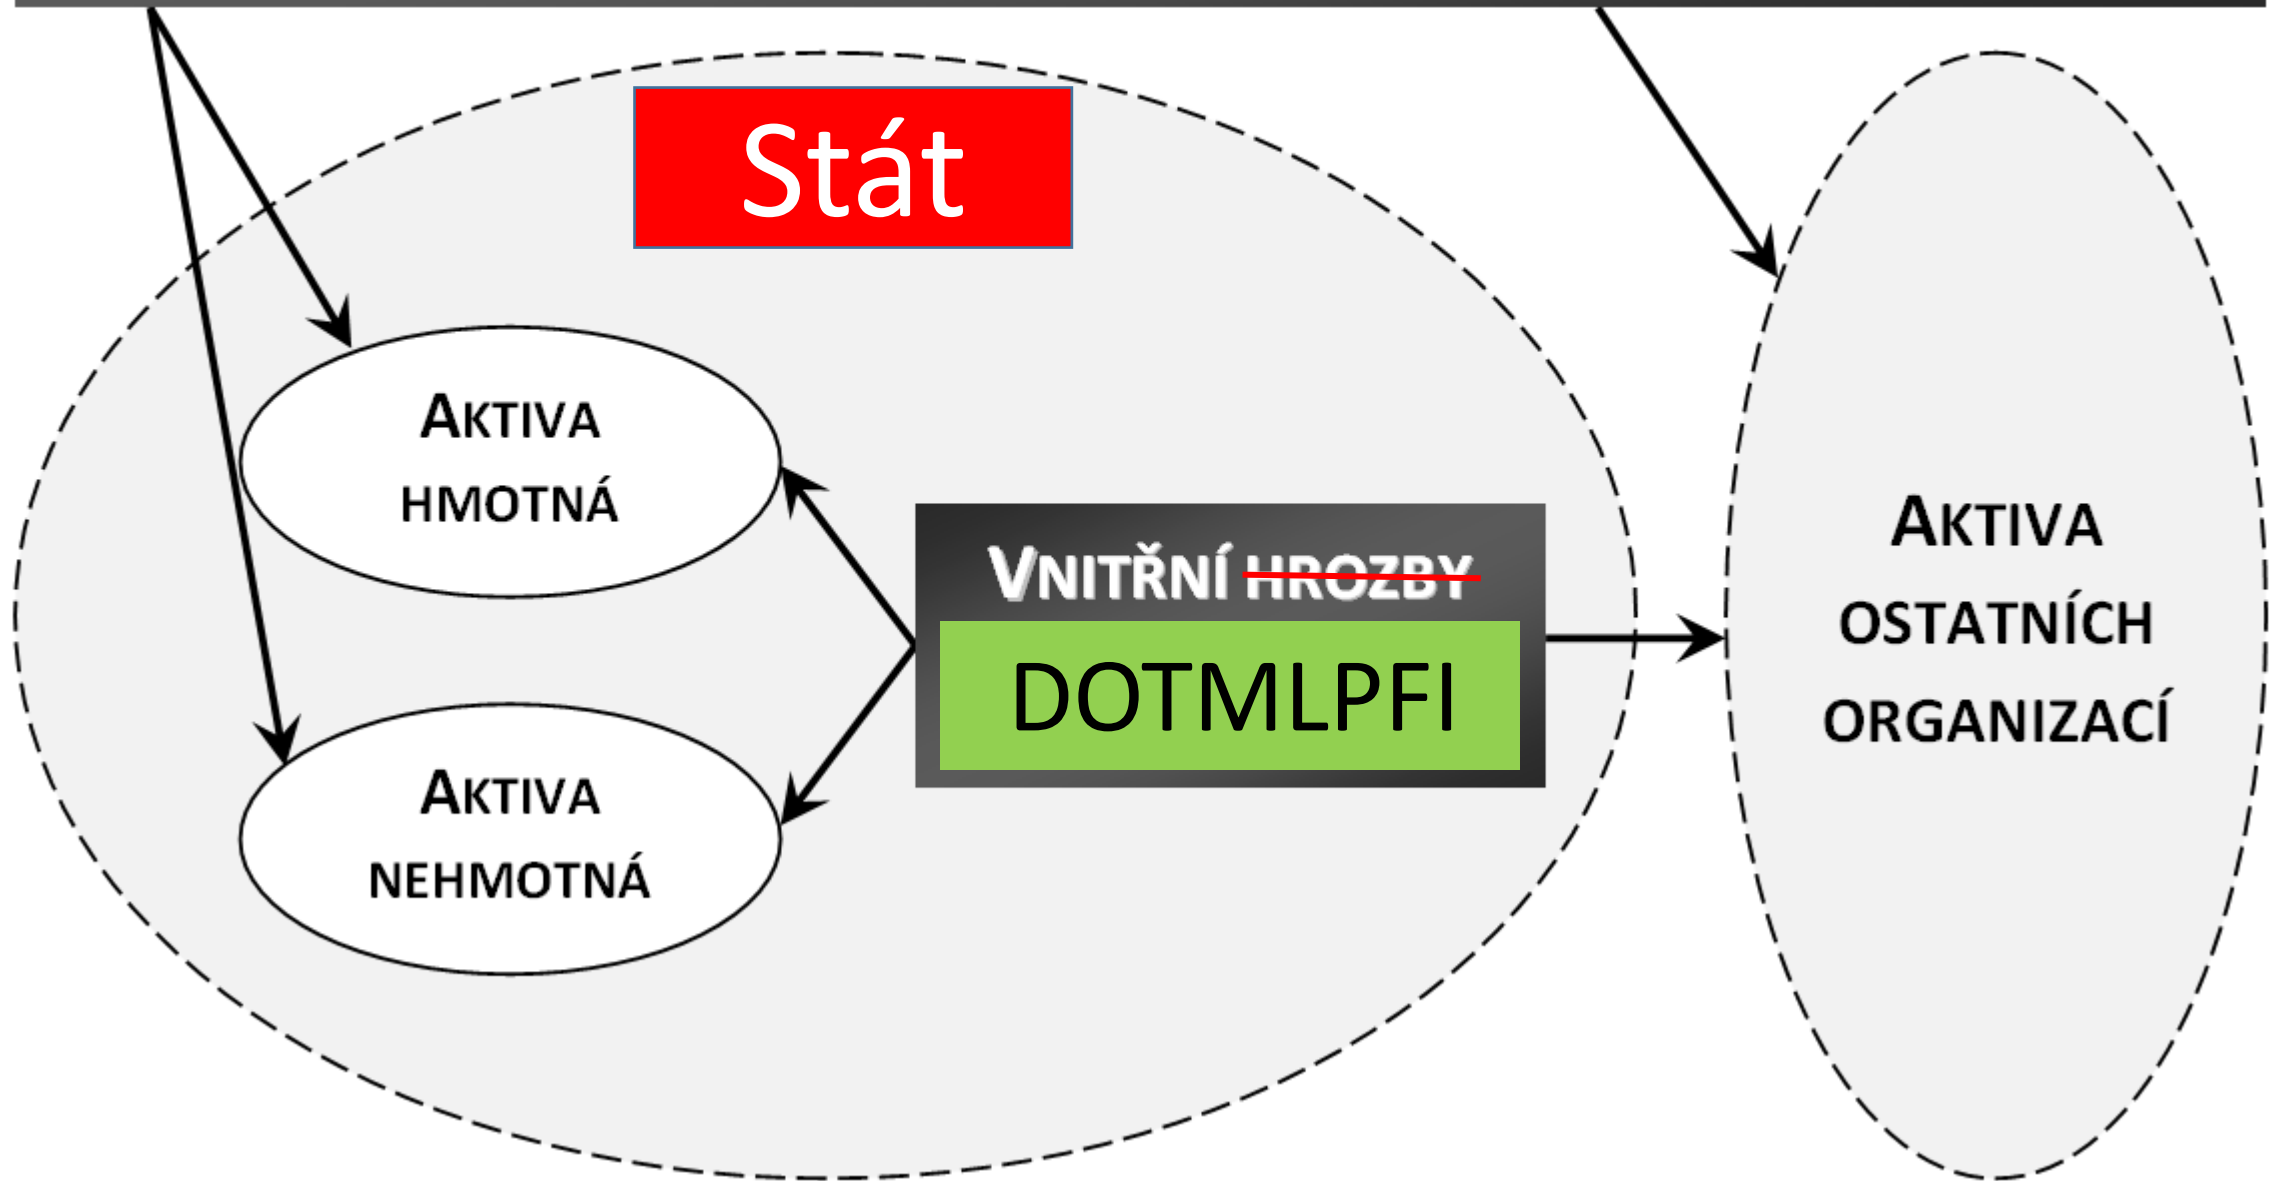 Stát
AKTIVA
HMOTNÁ
VNITŘNÍ HROZBY
DOTMLPFI
AKTIVA
OSTATNÍCH
ORGANIZACÍ
AKTIVA
NEHMOTNÁ